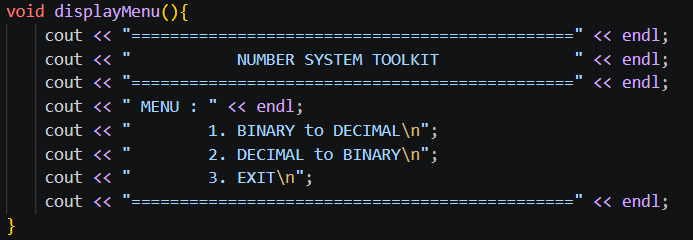 void displayMenu(){
    cout << "==============================================" << endl;
    cout << "           NUMBER SYSTEM TOOLKIT              " << endl;
    cout << "==============================================" << endl;
    cout << " MENU : " << endl;
    cout << "        1. BINARY to DECIMAL\n";
    cout << "        2. DECIMAL to BINARY\n";
    cout << "        3. EXIT\n";
    cout << "==============================================" << endl;
}